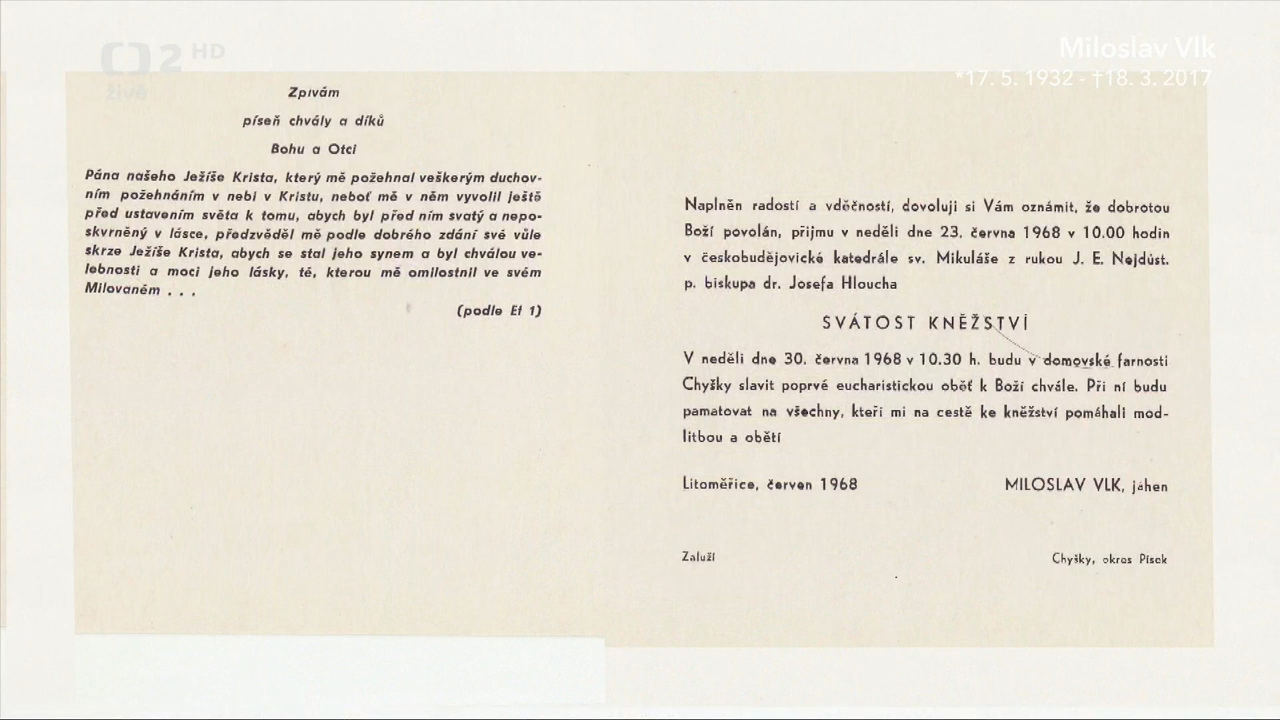 2 HD
živě
Miloslav Vlk
*17. 5. 1932 - †18. 3. 2017
Zpívám
píseň chvály a díků
Bohu a Otci
Pána našeho Ježíše Krista, který mě požehnal veškerým duchov-
ním požehnáním v nebi v Kristu, neboť mě v něm vyvolil ještě
před ustavením světa k tomu, abych byl před ním svatý a nepo-
skvrněný v lásce, předzvěděl mě podle dobrého zdání své vůle
skrze Ježíše Krista, abych se stal jeho synem a byl chválou ve-
lebnosti a moci jeho lásky, té, kterou mě omilostnil ve svém
Milovaném . . .
(podle Ef 1)
Naplněn radostí a vděčností, dovoluji si Vám oznámit, že dobrotou
Boží povolán, přijmu v neděli dne 23. června 1968 v 10.00 hodin
v českobudějovické katedrále sv. Mikuláše z rukou J. E. Nejdúst.
p. biskupa dr. Josefa Hloucha
SVÁTOST KNĚŽSTVÍ
V neděli dne 30. června 1968 v 10.30 h. budu v domovské farnosti
Chyšky slavit poprvé eucharistickou oběť k Boží chvále. Při ní budu
pamatovat na všechny, kteří mi na cestě ke kněžství pomáhali mod-
litbou a obětí
Litoměřice, červen 1968 MILOSLAV VLK, jáhen
Zaluží Chyšky, okres Písek